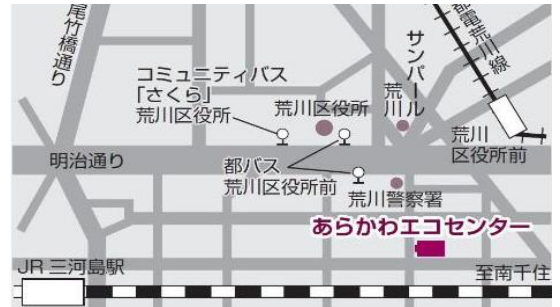 尾竹橋通り
都電荒川線
サンパール
荒川
コミュニティバス
「さくら」
荒川区役所
荒川区役所
荒川
区役所前
明治通り
都バス
荒川区役所前
荒川警察署
あらかわエコセンター
JR 三河島駅
至南千住